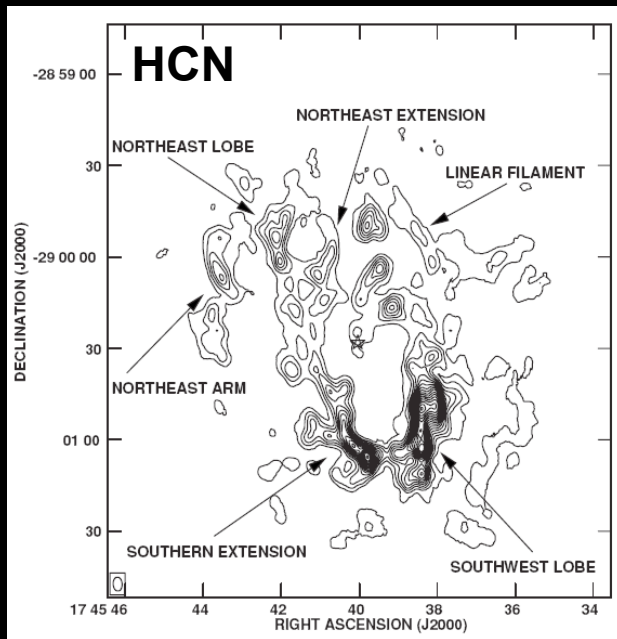 HCN
-28 59 00
NORTHEAST EXTENSION
NORTHEAST LOBE
30
LINEAR FILAMENT
-29 00 00
DECLINATION (J2000)
30
NORTHEAST ARM
01 00
30
SOUTHERN EXTENSION
SOUTHWEST LOBE
17 45 46 44 42 40 38 36 34
RIGHT ASCENSION (J2000)